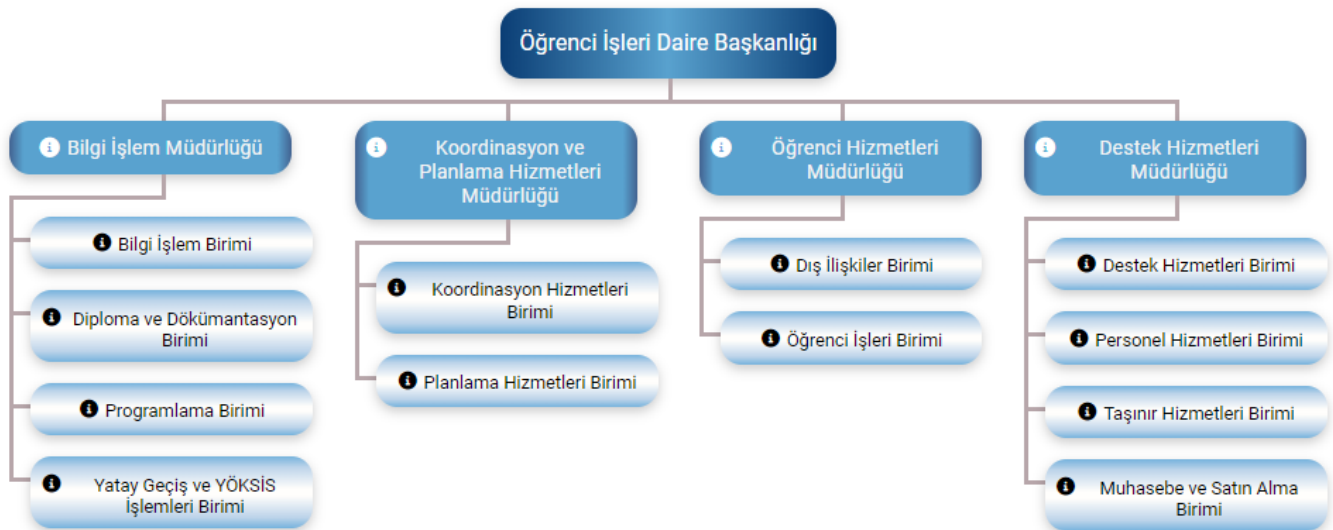 Öğrenci İşleri Daire Başkanlığı
Bilgi İşlem Müdürlüğü
Bilgi İşlem Birimi
Diploma ve Dökümantasyon
Birimi
Programlama Birimi
Yatay Geçiş ve YÖKSİS
İşlemleri Birimi
Koordinasyon ve
Planlama Hizmetleri
Müdürlüğü
Koordinasyon Hizmetleri
Birimi
Planlama Hizmetleri Birimi
Öğrenci Hizmetleri
Müdürlüğü
Dış İlişkiler Birimi
Öğrenci İşleri Birimi
Destek Hizmetleri
Müdürlüğü
Destek Hizmetleri Birimi
Personel Hizmetleri Birimi
Taşınır Hizmetleri Birimi
Muhasebe ve Satın Alma
Birimi